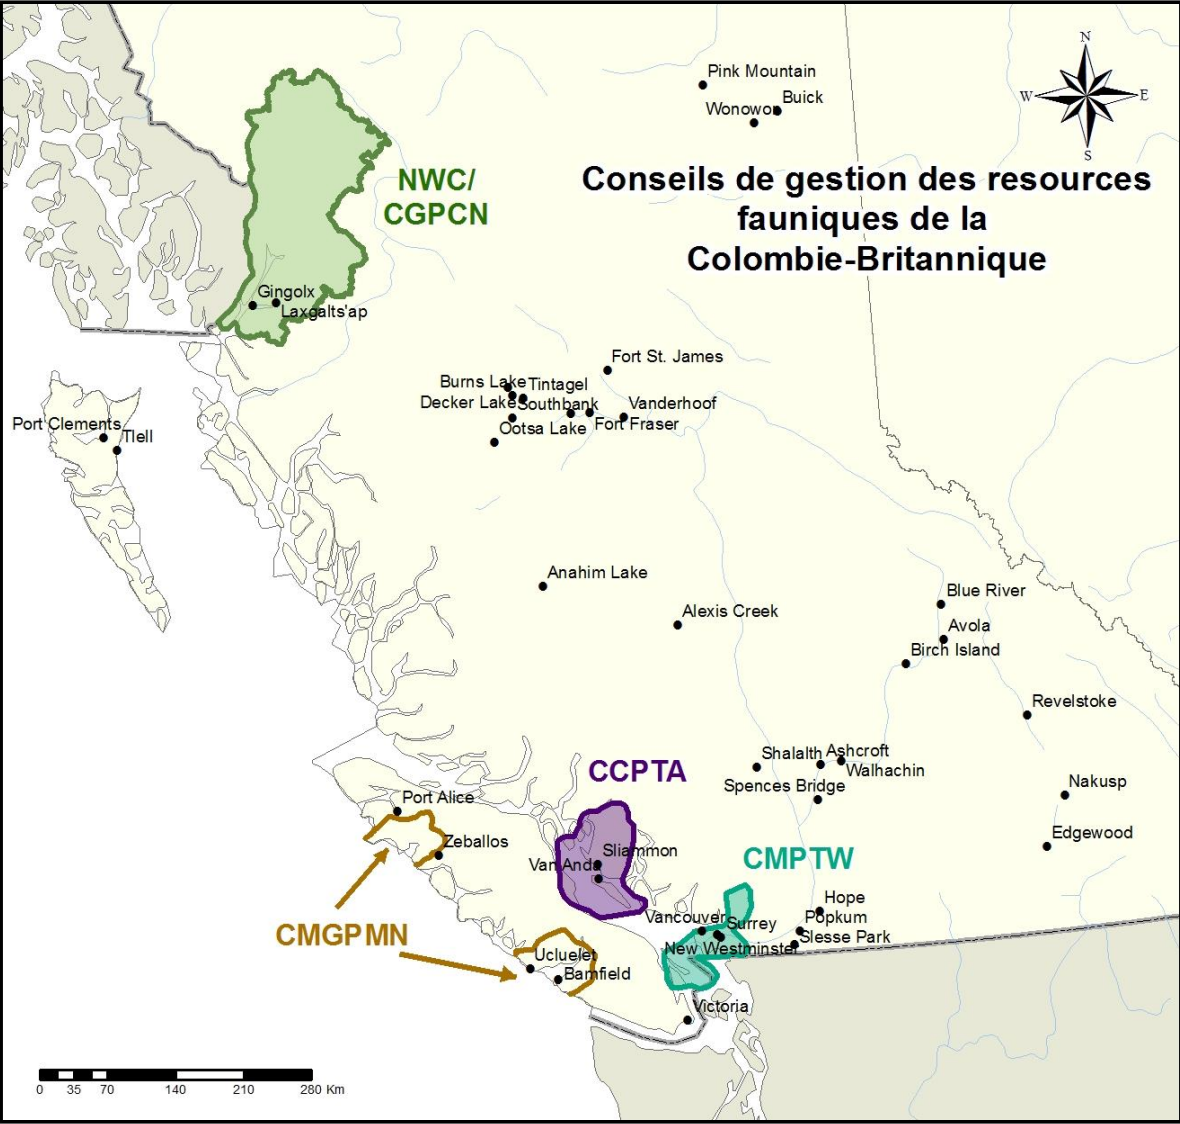 N
Pink Mountain
Buick
W
E
Wonowon
S
Conseils de gestion des resources
fauniques de la
Colombie-Britannique
NWC/
CGPCN
Gingolx
Laxgalts'ap
Fort St. James
Burns Lake
Tintagel
Decker Lake
Southbank
Vanderhoof
Ootsa Lake
Fort Fraser
Port Clements
Tlell
Anahim Lake
Blue River
Alexis Creek
Avola
Birch Island
Revelstoke
Shalalth
Ashcroft
CCPTA
Walhachin
Spences Bridge
Nakusp
Port Alice
Edgewood
Zeballos
Sliammon
CMPTW
Van Anda
Hope
Vancouver
Popkum
Surrey
CMGPMN
Slesse Park
New Westminster
Ucluelet
Bamfield
Victoria
0 35 70 140 210 280 Km